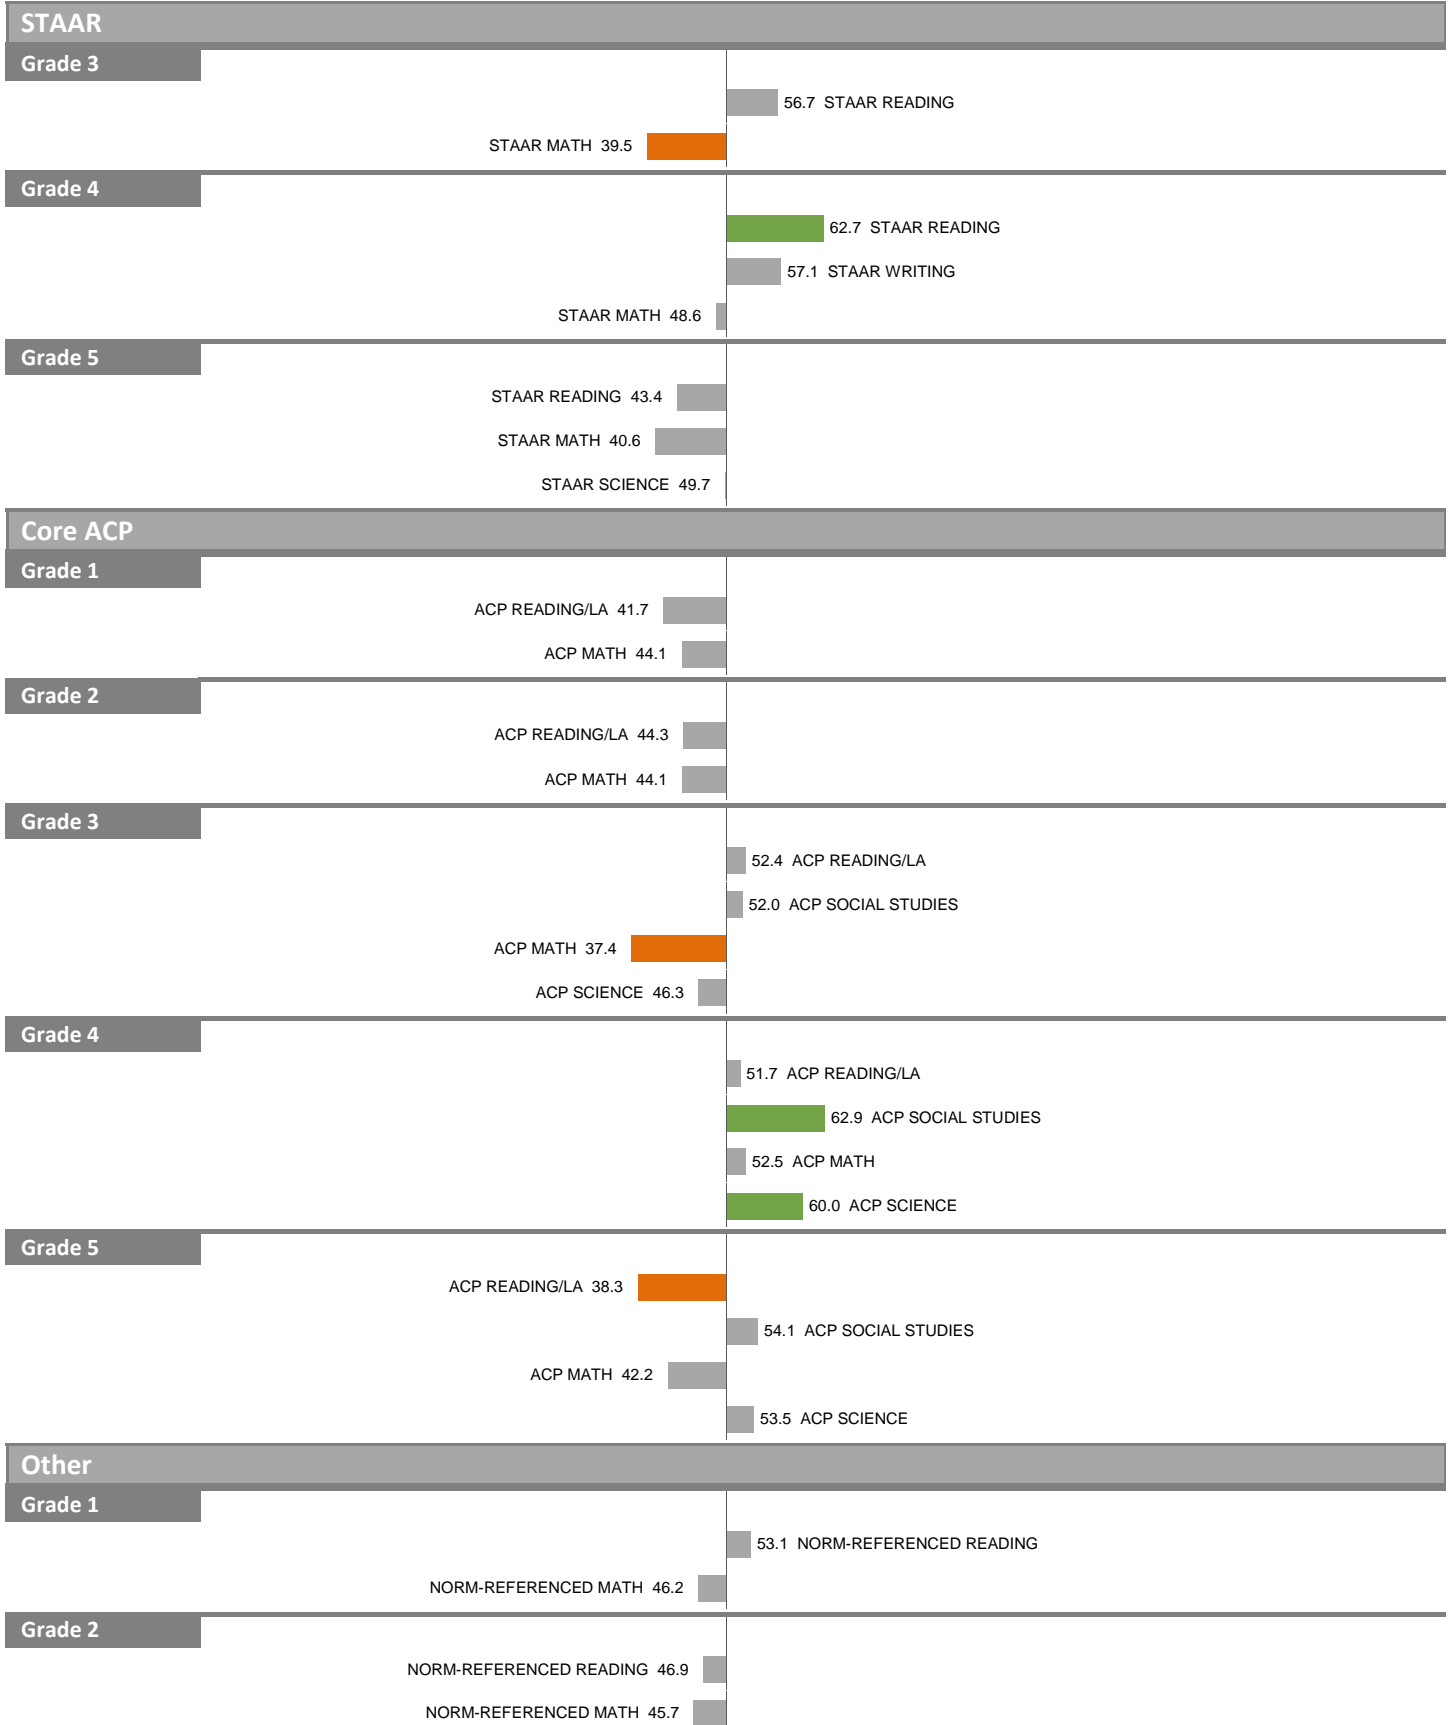 STAAR
Grade 3
56.7 STAAR READING
STAAR MATH 39.5
Grade 4
62.7 STAAR READING
57.1 STAAR WRITING
STAAR MATH 48.6
Grade 5
STAAR READING 43.4
STAAR MATH 40.6
STAAR SCIENCE 49.7
Core ACP
Grade 1
ACP READING/LA 41.7
ACP MATH 44.1
Grade 2
ACP READING/LA 44.3
ACP MATH 44.1
Grade 3
52.4 ACP READING/LA
52.0 ACP SOCIAL STUDIES
ACP MATH 37.4
ACP SCIENCE 46.3
Grade 4
51.7 ACP READING/LA
62.9 ACP SOCIAL STUDIES
52.5 ACP MATH
60.0 ACP SCIENCE
Grade 5
ACP READING/LA 38.3
54.1 ACP SOCIAL STUDIES
ACP MATH 42.2
53.5 ACP SCIENCE
Other
Grade 1
53.1 NORM-REFERENCED READING
NORM-REFERENCED MATH 46.2
Grade 2
NORM-REFERENCED READING 46.9
NORM-REFERENCED MATH 45.7